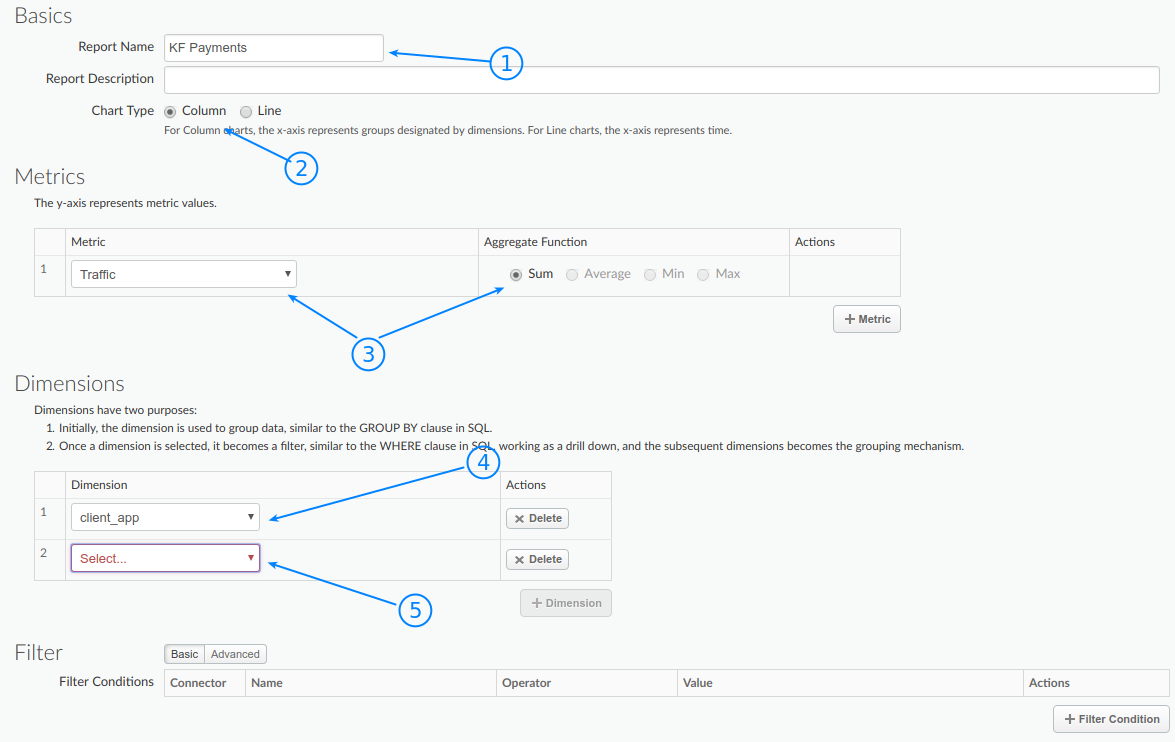 Basics
Report Name KF Payments
1
Report Description
Chart Type Column Line
For Column charts, the x-axis represents groups designated by dimensions. For Line charts, the x-axis represents time.
2
Metrics
The y-axis represents metric values.
Metric Aggregate Function Actions
1 Traffic Sum Average Min Max
+ Metric
3
Dimensions
Dimensions have two purposes:
1. Initially, the dimension is used to group data, similar to the GROUP BY clause in SQL.
2. Once a dimension is selected, it becomes a filter, similar to the WHERE clause in SQL, working as a drill down, and the subsequent dimensions becomes the grouping mechanism.
4
Dimension Actions
1 client_app Delete
2 Select... Delete
+ Dimension
5
Filter Basic Advanced
Filter Conditions Connector Name Operator Value Actions
+ Filter Condition